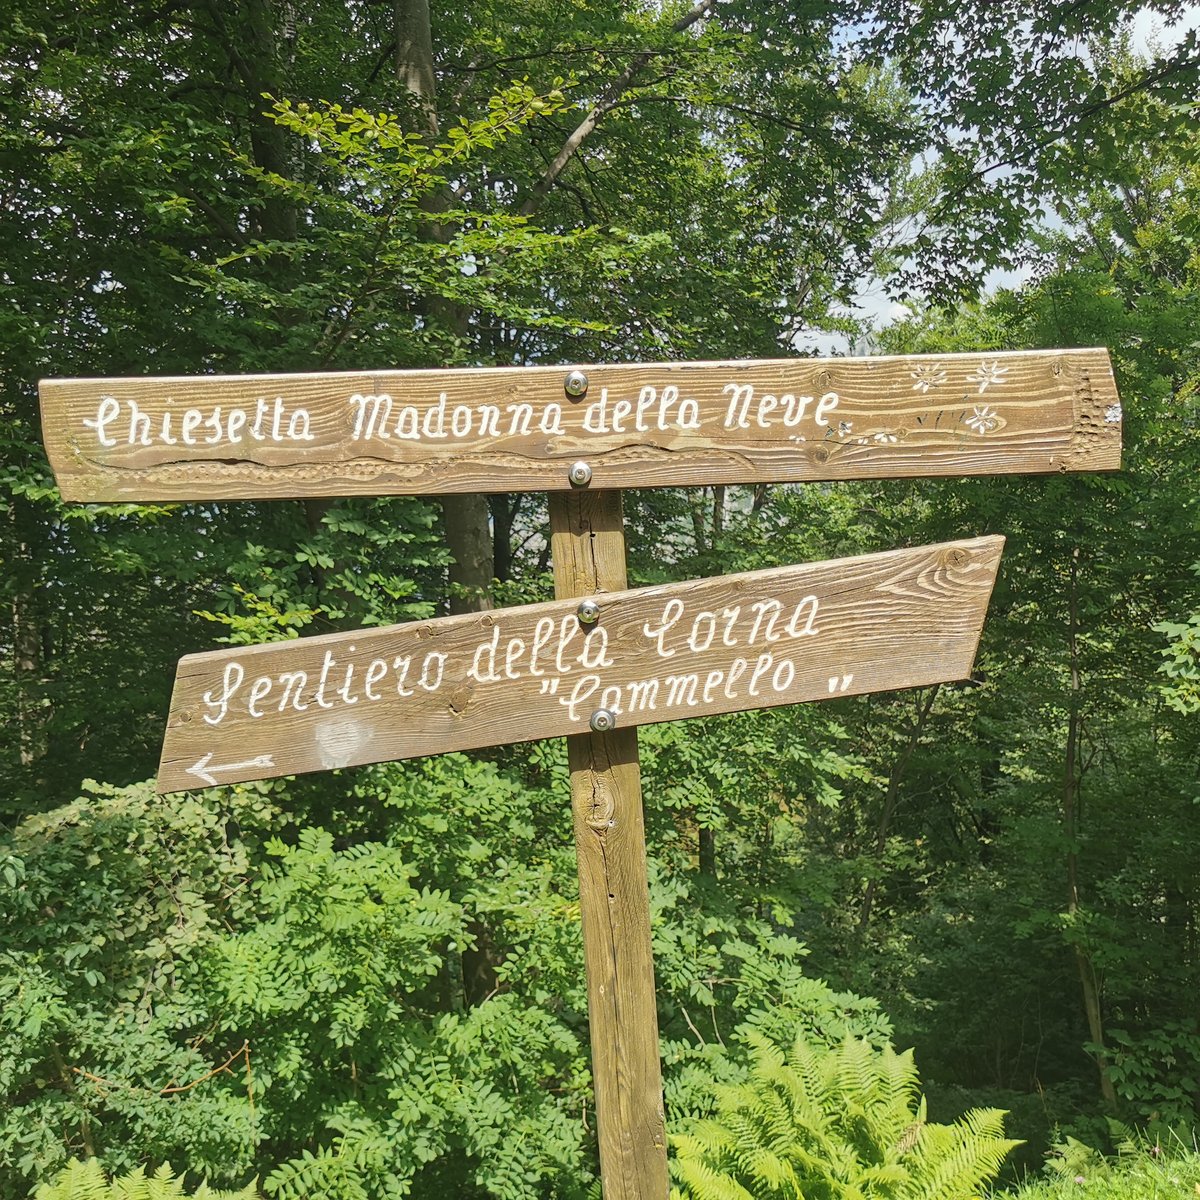 Chiesetta Madonna della Neve
Sentiero della Corna
"Cammello"